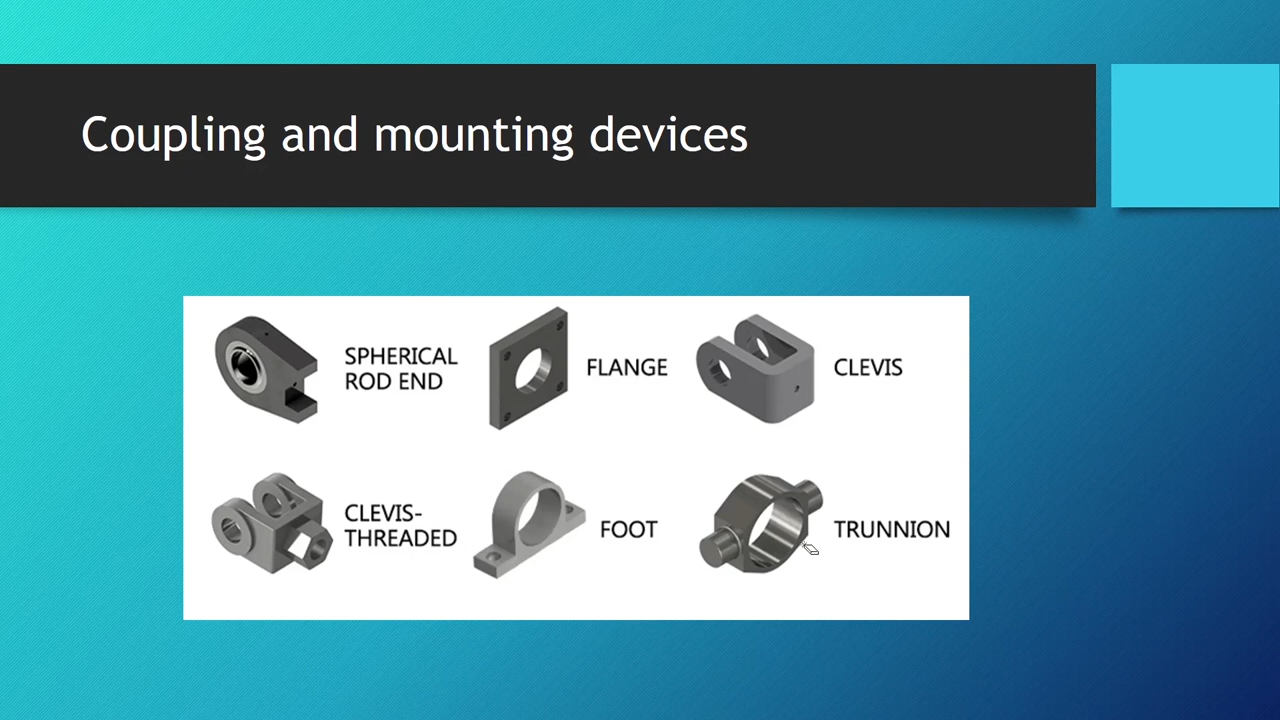 Coupling and mounting devices
SPHERICAL
ROD END
FLANGE
CLEVIS
CLEVIS-
THREADED
FOOT
TRUNNION